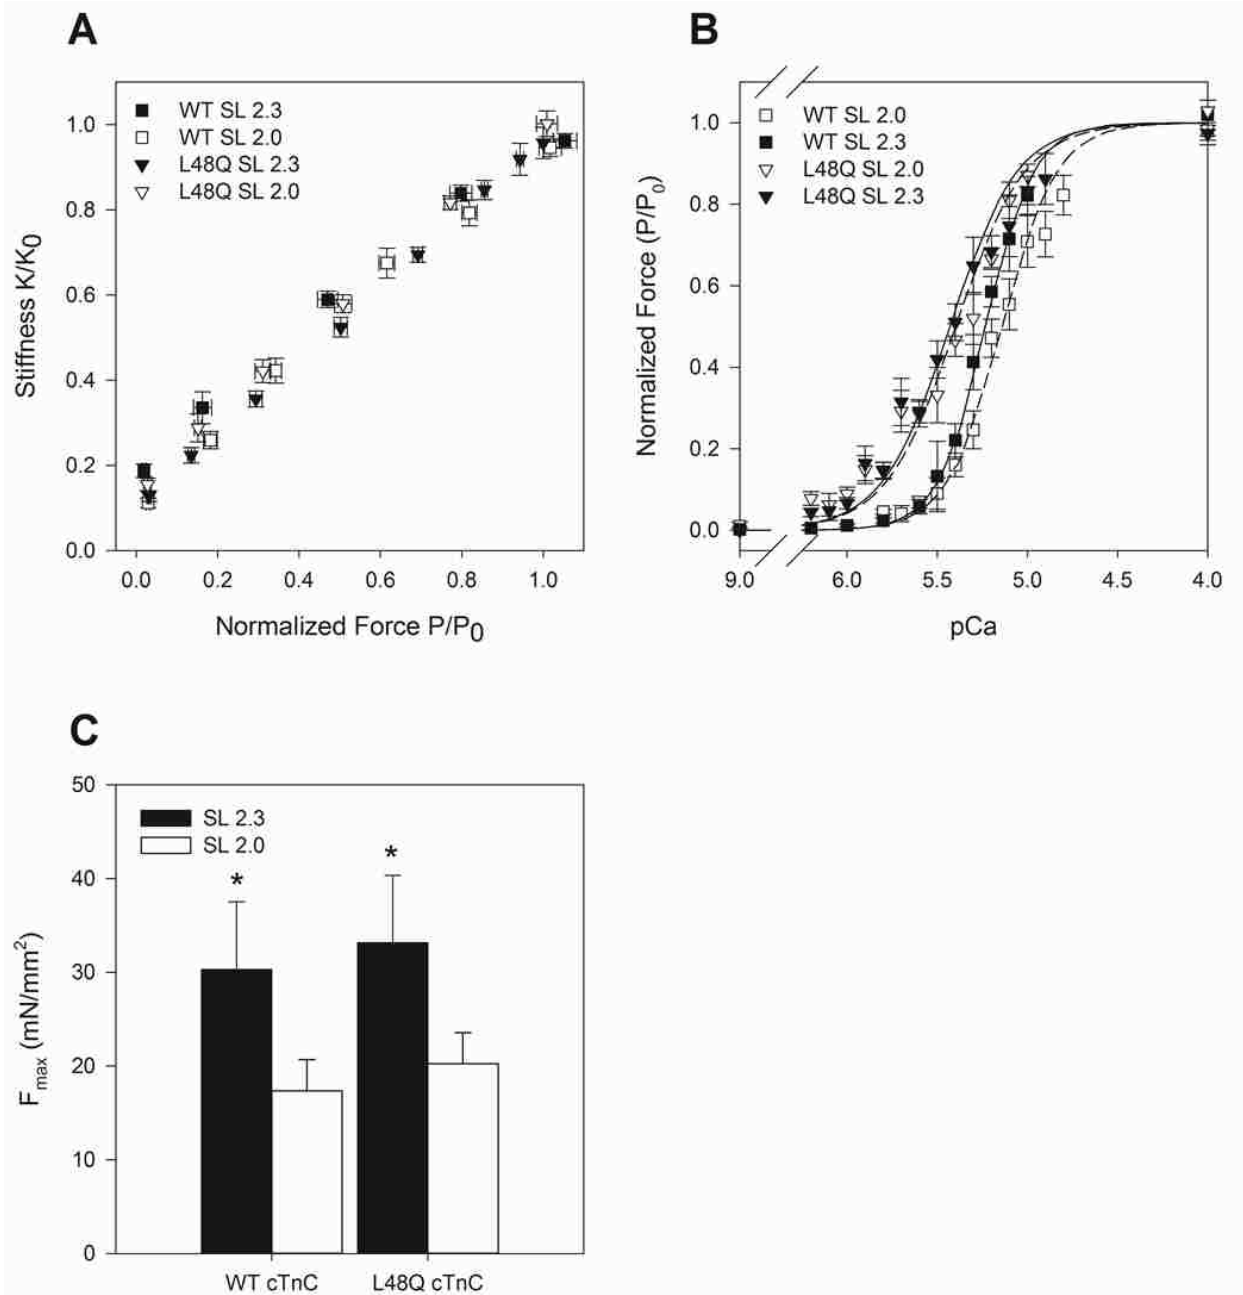 A
WT SL 2.3
WT SL 2.0
L48Q SL 2.3
L48Q SL 2.0
Stiffness K/K0
1.0
0.8
0.6
0.4
0.2
0.0
0.0 0.2 0.4 0.6 0.8 1.0
Normalized Force P/P0
B
WT SL 2.0
WT SL 2.3
L48Q SL 2.0
L48Q SL 2.3
Normalized Force (P/P0)
1.0
0.8
0.6
0.4
0.2
0.0
9.0 6.0 5.5 5.0 4.5 4.0
pCa
C
SL 2.3
SL 2.0
Fmax (mN/mm2)
50
40
30
20
10
0
* *
WT cTnC L48Q cTnC